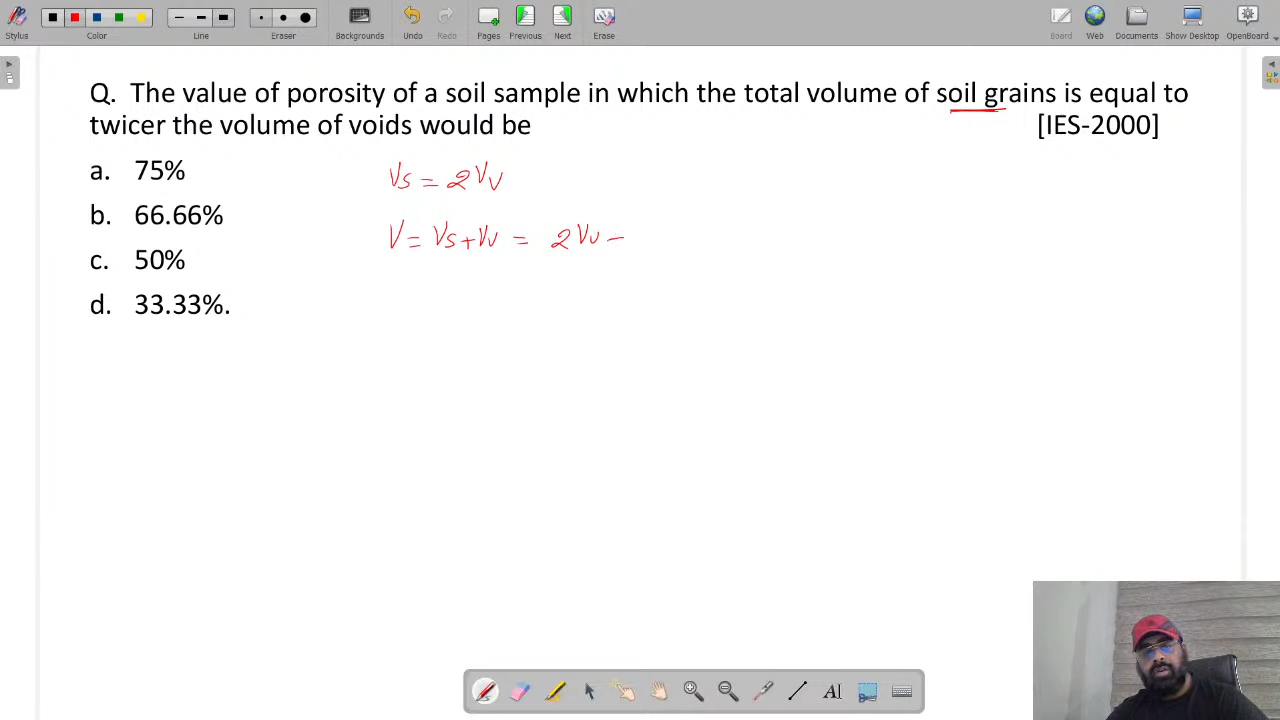 Stylus Color Line Eraser Backgrounds Undo Redo Pages Previous Next Erase Board Web Documents Show Desktop OpenBoard
Q. The value of porosity of a soil sample in which the total volume of soil grains is equal to
twicer the volume of voids would be [IES-2000]
a. 75%
b. 66.66%
c. 50%
d. 33.33%.
Vs = 2Vv
V = Vs+Vv = 2Vv -
AI